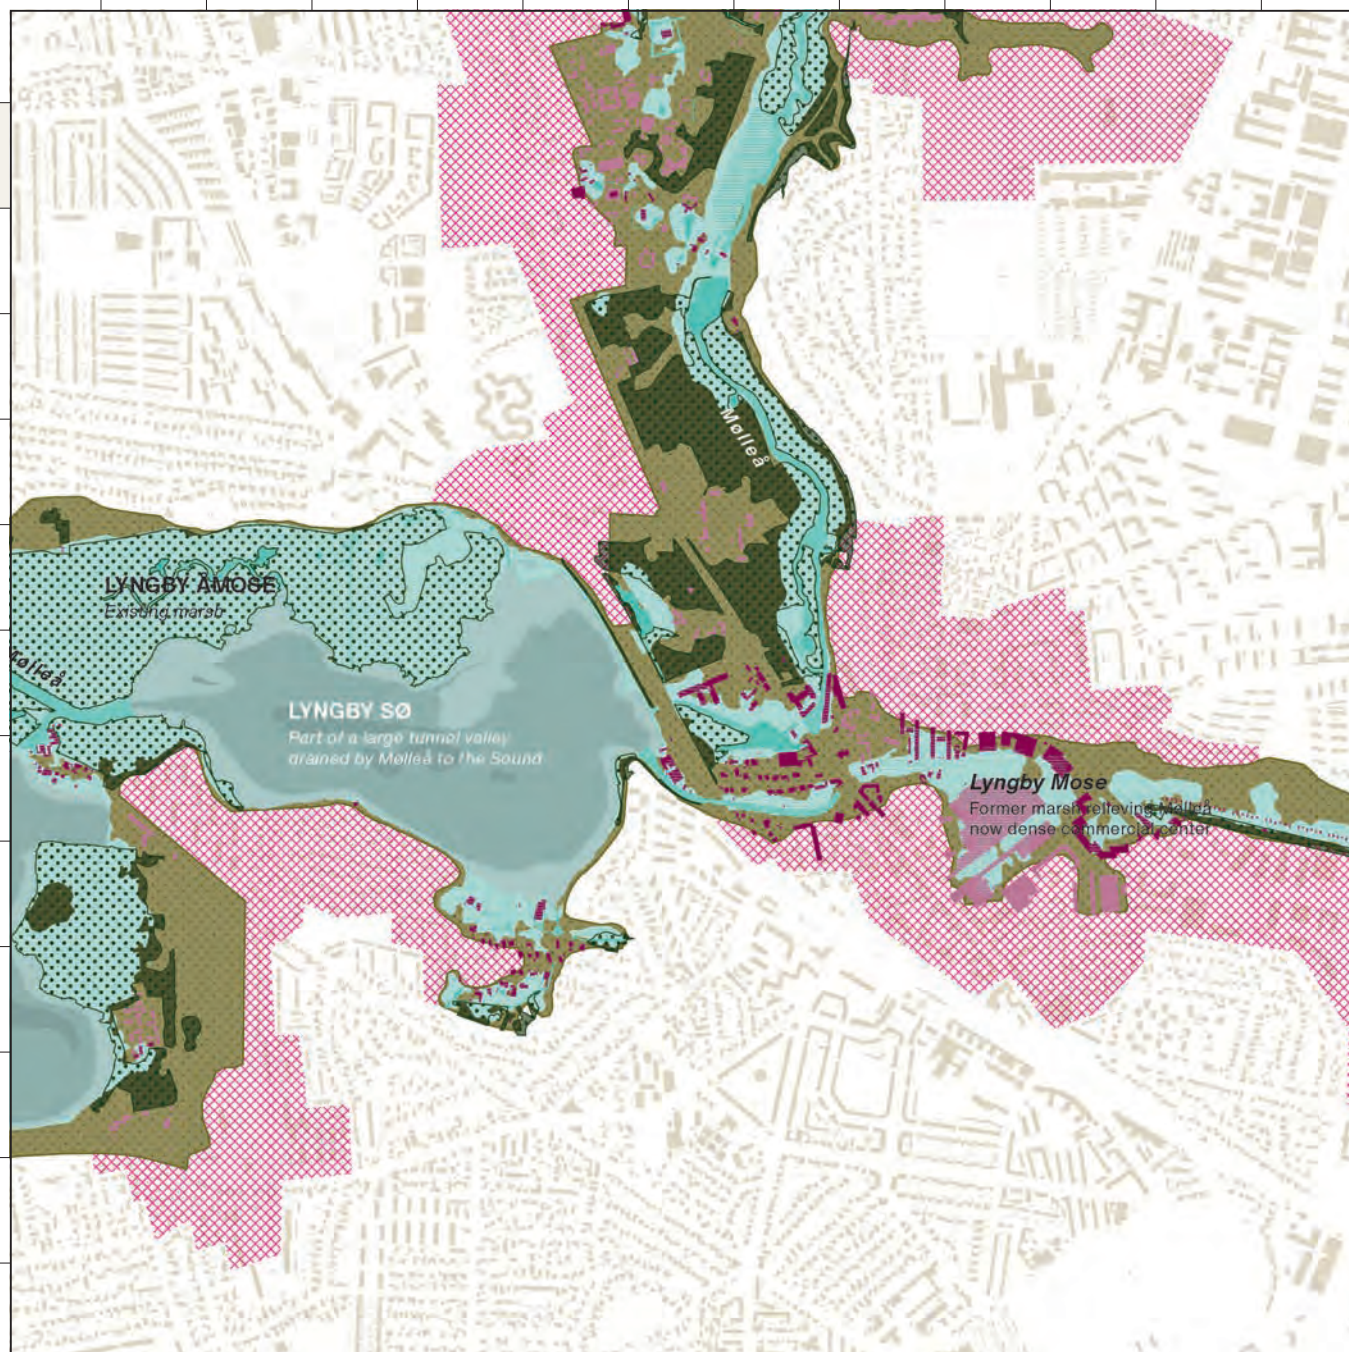 Mølleå
LYNGBY ÅMOSE
Existing marsh
Mølleå
LYNGBY SØ
Part of a large tunnel valley
drained by Mølleå to the Sound
Lyngby Mose
Former marsh relieving Mølleå
now dense commercial center